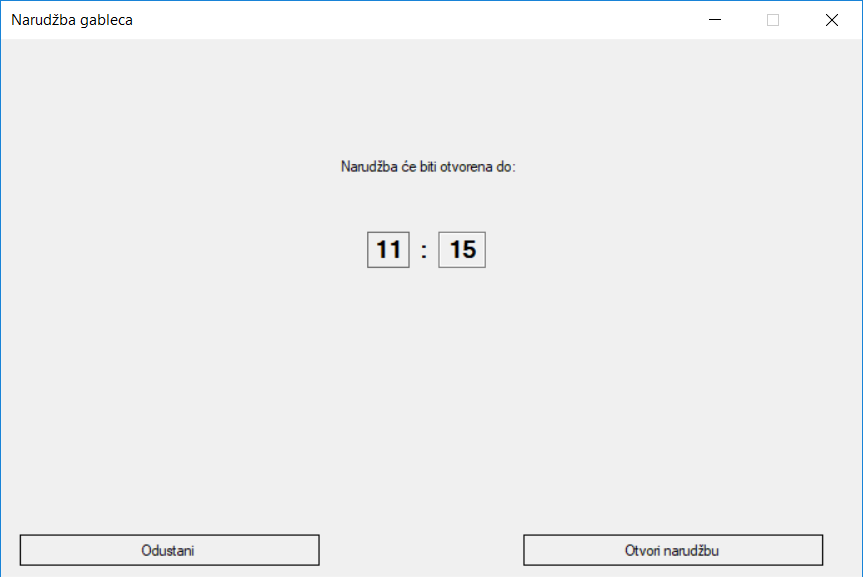 Narudžba gableca
Narudžba će biti otvorena do:
11 : 15
Odustani Otvori narudžbu